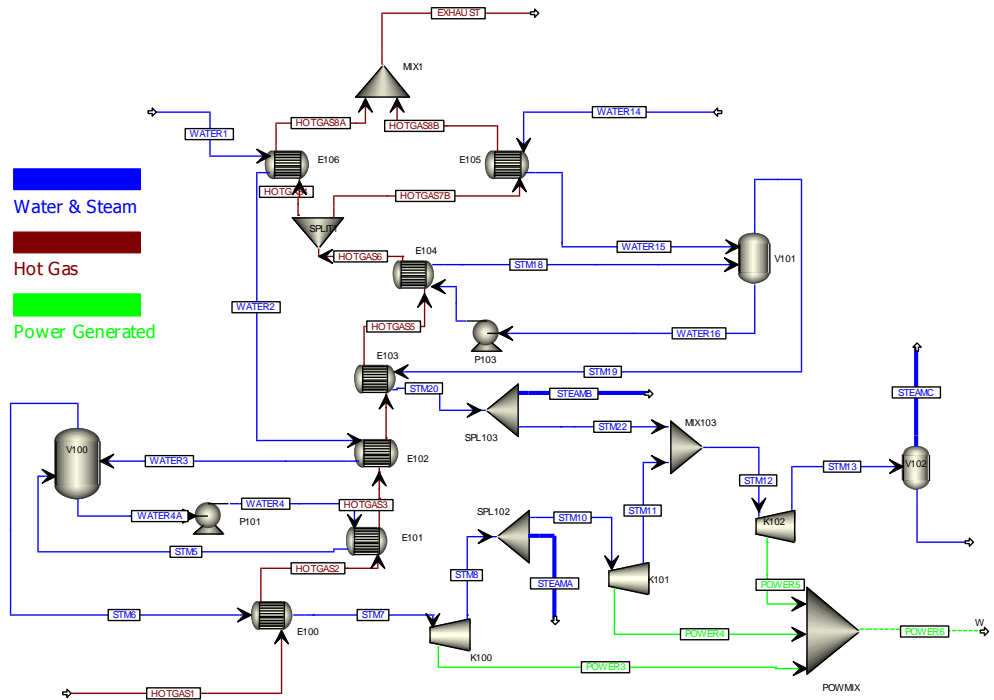 EXHAUST
MIX1
HOTGAS8A
HOTGAS8B
WATER14
WATER1
E106
E105
Water & Steam
HOTGAS7B
SPLIT1
Hot Gas
HOTGAS6
E104
STM18
WATER15
V101
WATER2
Power Generated
HOTGAS5
P103
WATER16
E103
STM19
STM20
STEAMB
STEAMC
SPL103
STM22
MIX103
V100
WATER3
E102
STM13
V102
STM12
WATER4A
WATER4
P101
HOTGAS3
SPL102
STM10
STM11
K102
STM5
E101
HOTGAS2
STM8
STEAMA
K101
POWER5
STM6
E100
STM7
K100
POWER4
POWER6
W
POWER3
HOTGAS1
POWMIX